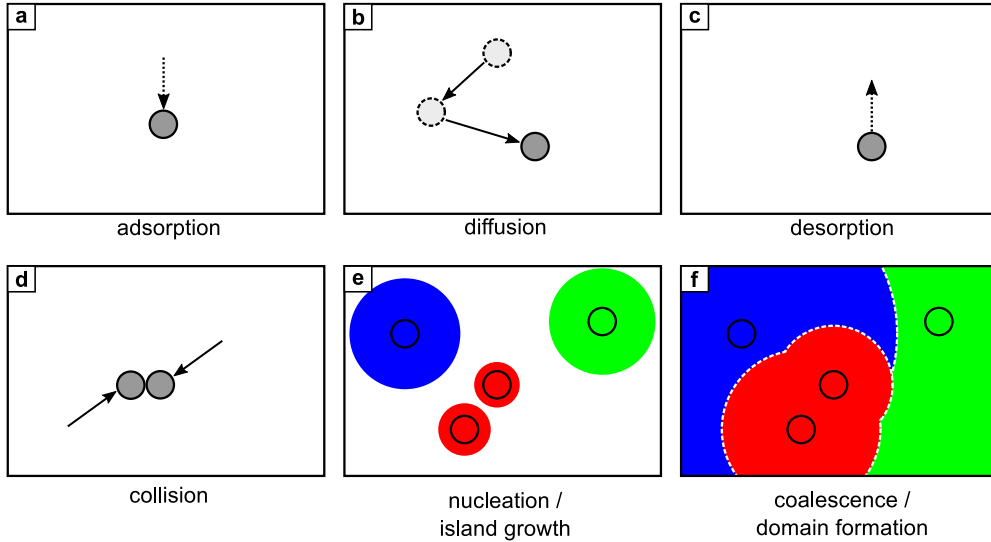 a
b
c
adsorption
diffusion
desorption
d
e
f
collision
nucleation /
island growth
coalescence /
domain formation